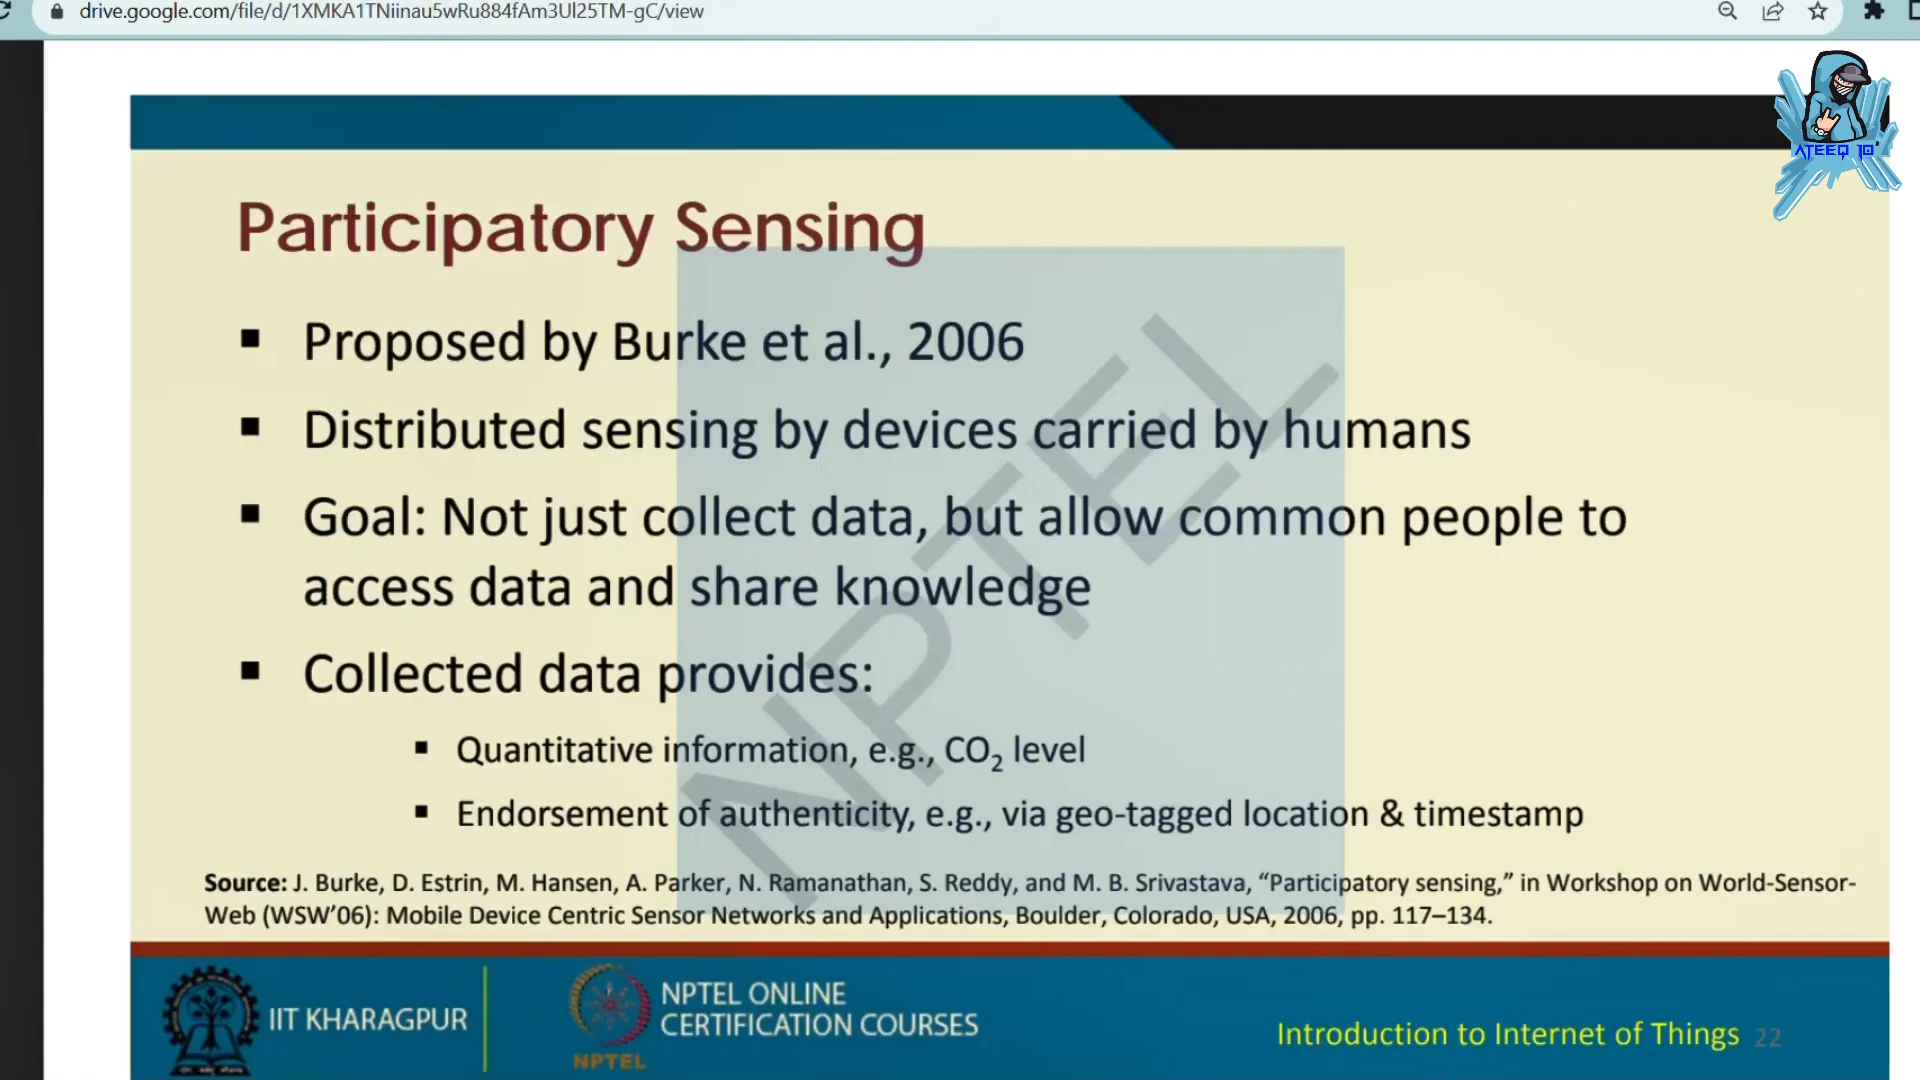 drive.google.com/file/d/1XMKA1TNiinau5wRu884fAm3Ul25TM-gC/view
ATEEQ 10
Participatory Sensing
▪ Proposed by Burke et al., 2006
▪ Distributed sensing by devices carried by humans
▪ Goal: Not just collect data, but allow common people to
access data and share knowledge
▪ Collected data provides:
▪ Quantitative information, e.g., CO₂ level
▪ Endorsement of authenticity, e.g., via geo-tagged location & timestamp
NPTEL
Source: J. Burke, D. Estrin, M. Hansen, A. Parker, N. Ramanathan, S. Reddy, and M. B. Srivastava, “Participatory sensing,” in Workshop on World-Sensor-
Web (WSW’06): Mobile Device Centric Sensor Networks and Applications, Boulder, Colorado, USA, 2006, pp. 117–134.
IIT KHARAGPUR
NPTEL
NPTEL ONLINE
CERTIFICATION COURSES
Introduction to Internet of Things 22